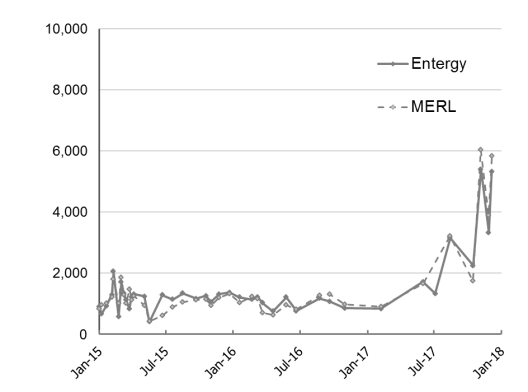 10,000
8,000
6,000
4,000
2,000
0
Entergy
MERL
Jan-15
Jul-15
Jan-16
Jul-16
Jan-17
Jul-17
Jan-18